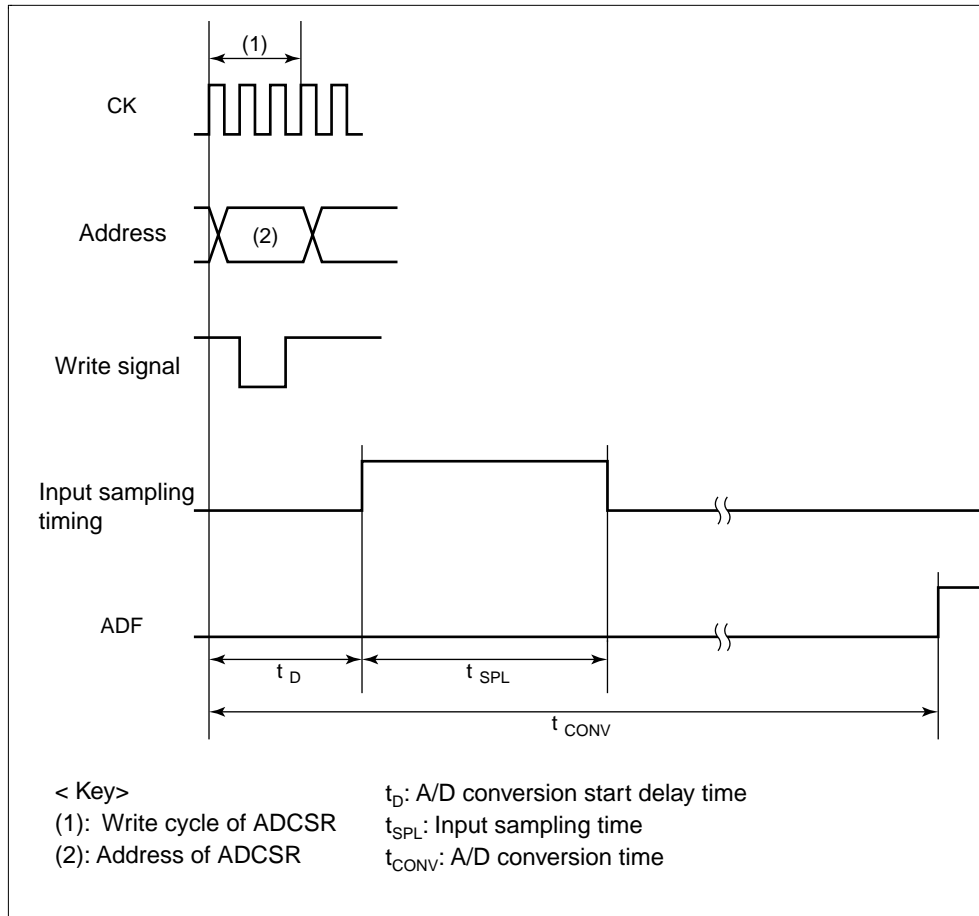 (1)
CK
Address
(2)
Write signal
Input sampling
timing
ADF
t D
t SPL
t CONV
< Key>
(1): Write cycle of ADCSR
(2): Address of ADCSR
tD: A/D conversion start delay time
tSPL: Input sampling time
tCONV: A/D conversion time